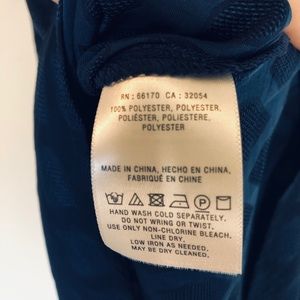 RN : 66170 CA : 32054
100% POLYESTER, POLYESTER,
POLIÉSTER, POLIESTERE,
POLYESTER
MADE IN CHINA, HECHO EN CHINA,
FABRIQUÉ EN CHINE
HAND WASH COLD SEPARATELY.
DO NOT WRING OR TWIST.
USE ONLY NON-CHLORINE BLEACH.
LINE DRY.
LOW IRON AS NEEDED.
MAY BE DRY CLEANED.